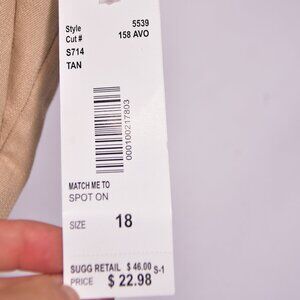 Style 5539
Cut # 158 AVO
S714
TAN
000100217803
MATCH ME TO
SPOT ON
SIZE 18
SUGG RETAIL $ 46.00 S-1
PRICE $ 22.98